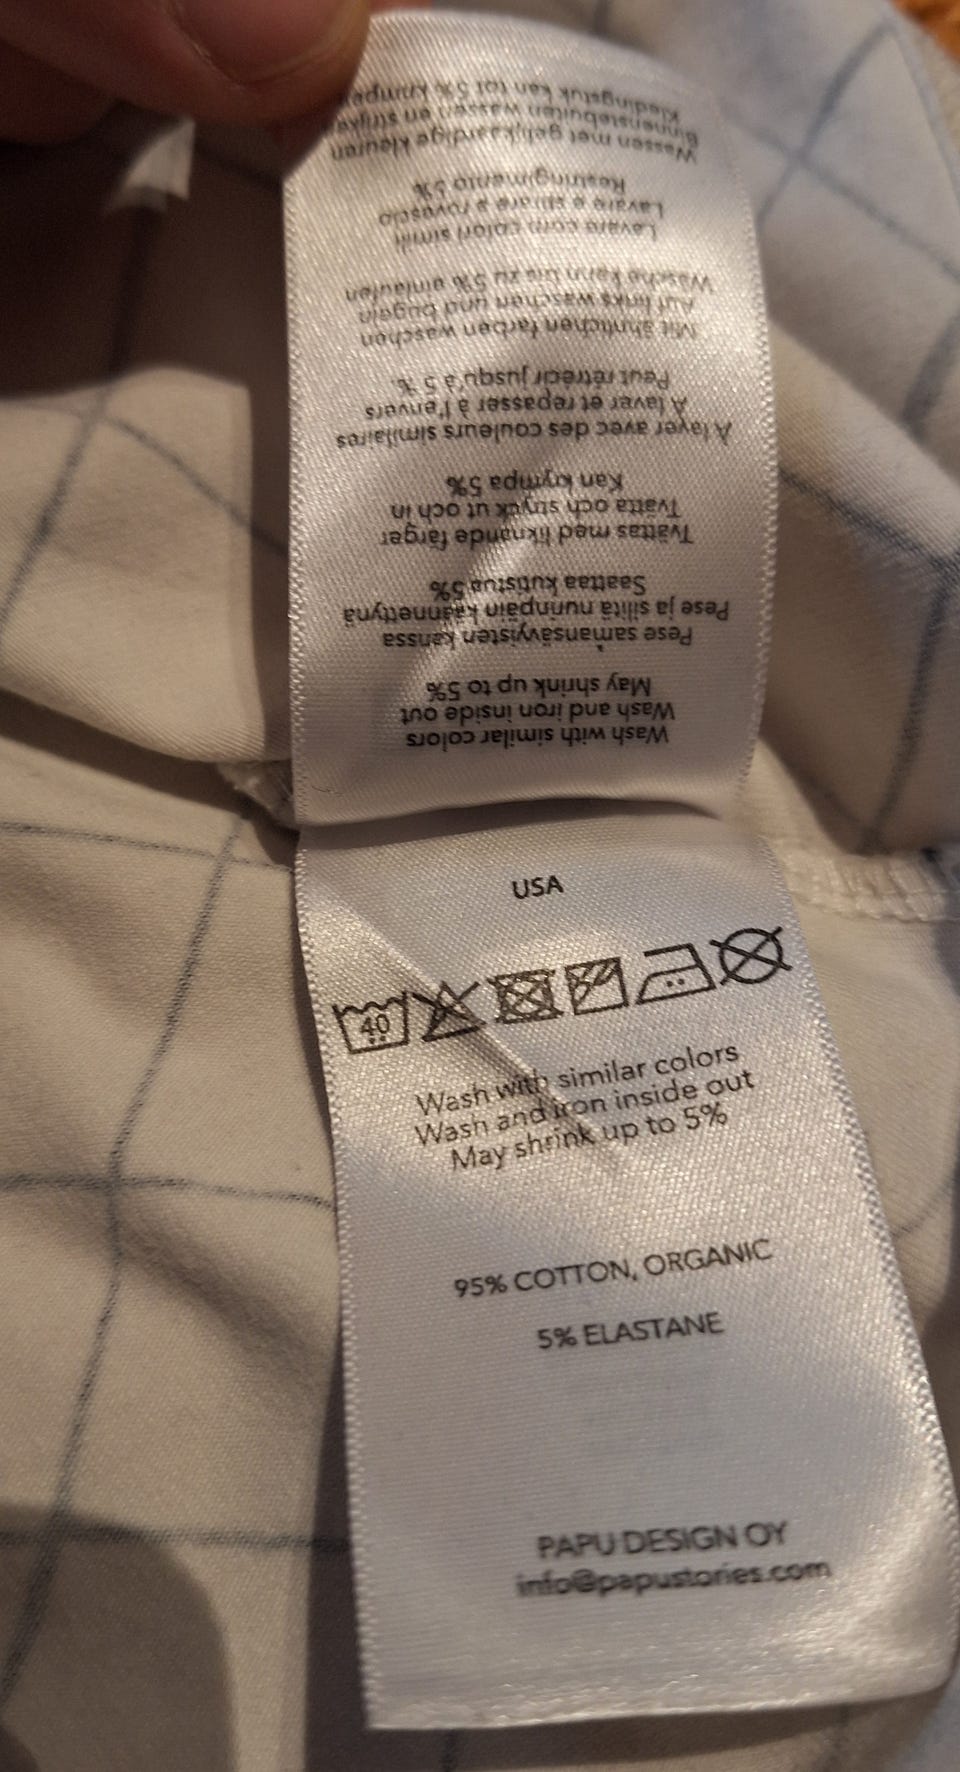 Wassen met gelijkaardige kleuren
Binnenstebuiten wassen en strijken
Kledingstuk kan tot 5% krimpen
Lavare com colori simili
Lavare e stirare a rovescio
Restringimento 5%
Mit ähnlichen farben waschen
Auf links waschen und bügeln
Wäsche kann bis zu 5% einlaufen
A laver avec des couleurs similaires
A laver et repasser à l'envers
Peut rétrécir jusqu'à 5 %
Tvättas med liknande färger
Tvätta och stryck ut och in
Kan krympa 5%
Pese samansävyisten kanssa
Pese ja silitä nurinpäin käännettynä
Saattaa kutistua 5%
Wash with similar colors
Wash and iron inside out
May shrink up to 5%
USA
40
Wash with similar colors
Wash and iron inside out
May shrink up to 5%
95% COTTON, ORGANIC
5% ELASTANE
PAPU DESIGN OY
info@papustories.com